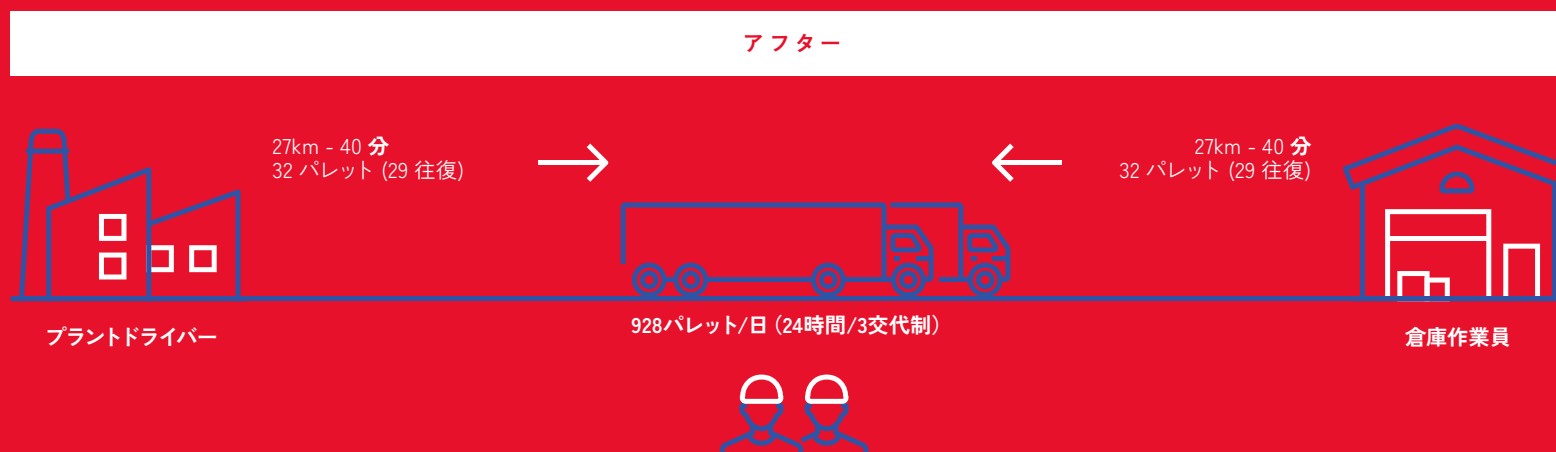 アフター
27km - 40 分
32 パレット (29 往復)
27km - 40 分
32 パレット (29 往復)
プラントドライバー
928パレット/日（24時間/3交代制）
倉庫作業員